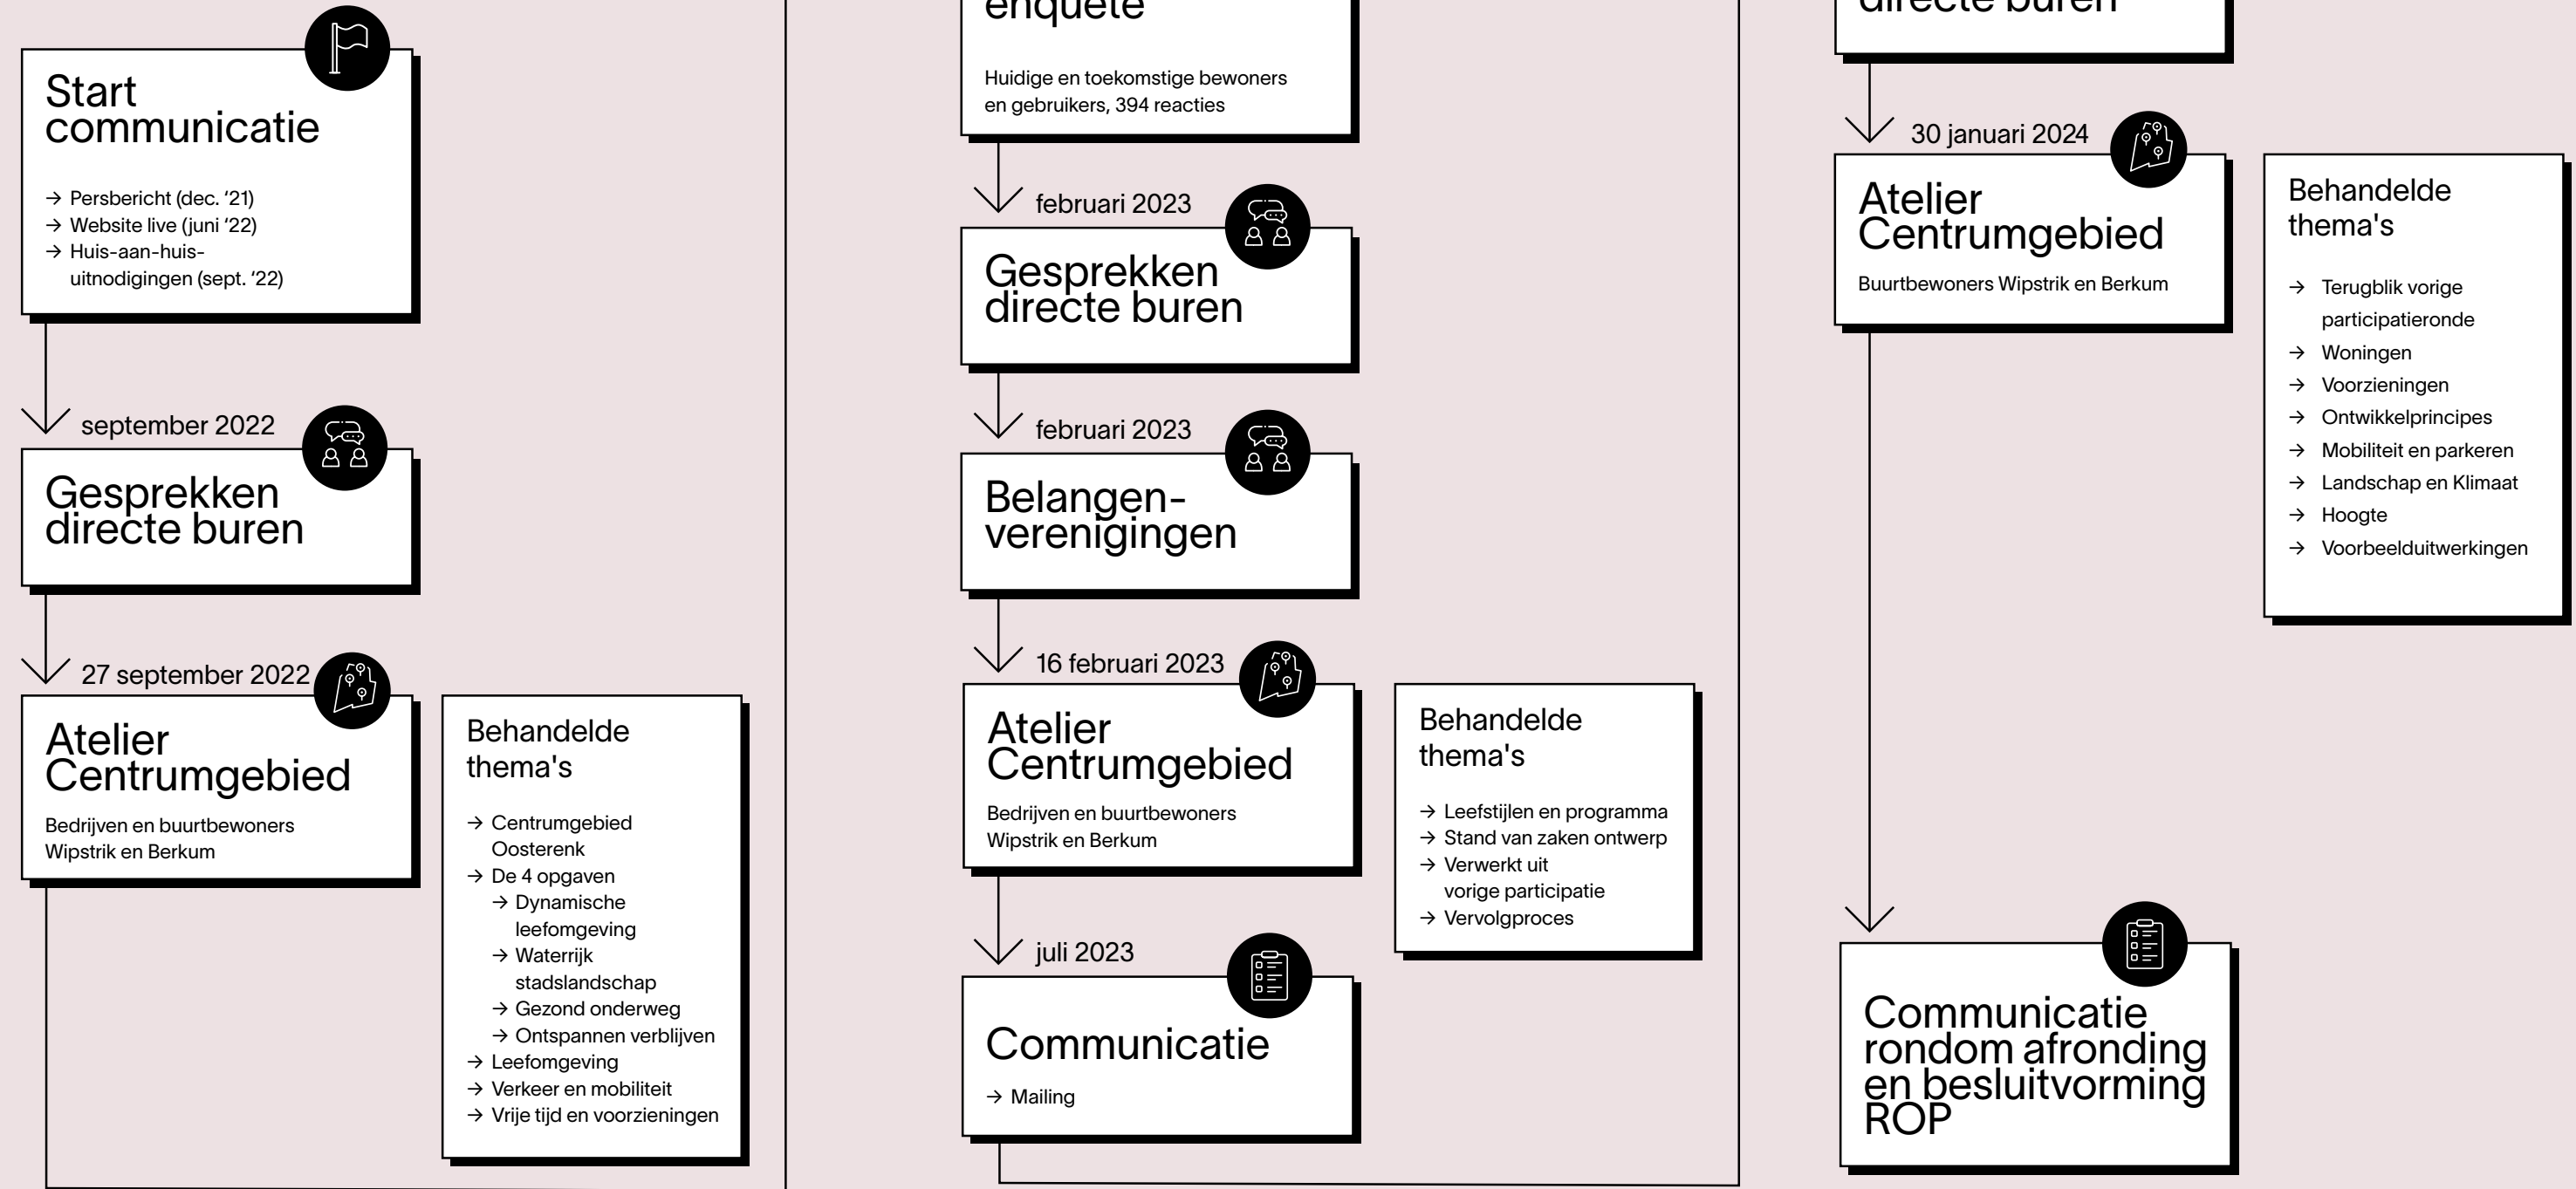 Start
communicatie
→ Persbericht (dec. ‘21)
→ Website live (juni ‘22)
→ Huis-aan-huis-
uitnodigingen (sept. ‘22)
september 2022
Gesprekken
directe buren
27 september 2022
Atelier
Centrumgebied
Bedrijven en buurtbewoners
Wipstrik en Berkum
Behandelde
thema's
→ Centrumgebied
Oosterenk
→ De 4 opgaven
→ Dynamische
leefomgeving
→ Waterrijk
stadslandschap
→ Gezond onderweg
→ Ontspannen verblijven
→ Leefomgeving
→ Verkeer en mobiliteit
→ Vrije tijd en voorzieningen
enquete
Huidige en toekomstige bewoners
en gebruikers, 394 reacties
februari 2023
Gesprekken
directe buren
februari 2023
Belangen-
verenigingen
16 februari 2023
Atelier
Centrumgebied
Bedrijven en buurtbewoners
Wipstrik en Berkum
Behandelde
thema's
→ Leefstijlen en programma
→ Stand van zaken ontwerp
→ Verwerkt uit
vorige participatie
→ Vervolgproces
juli 2023
Communicatie
→ Mailing
directe buren
30 januari 2024
Atelier
Centrumgebied
Buurtbewoners Wipstrik en Berkum
Behandelde
thema's
→ Terugblik vorige
participatieronde
→ Woningen
→ Voorzieningen
→ Ontwikkelprincipes
→ Mobiliteit en parkeren
→ Landschap en Klimaat
→ Hoogte
→ Voorbeelduitwerkingen
Communicatie
rondom afronding
en besluitvorming
ROP